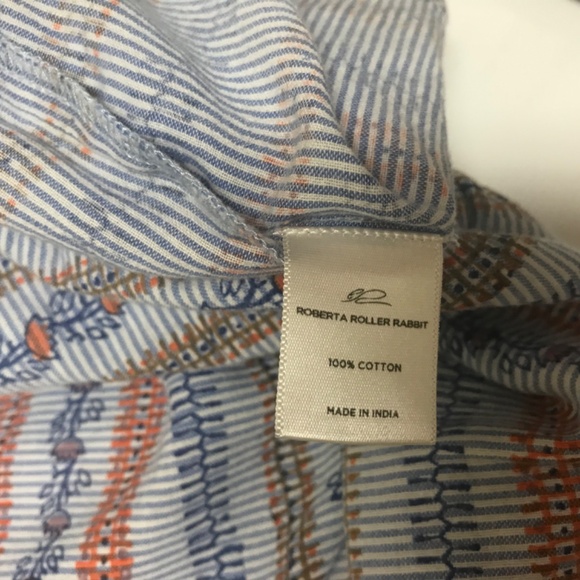 ROBERTA ROLLER RABBIT
100% COTTON
MADE IN INDIA